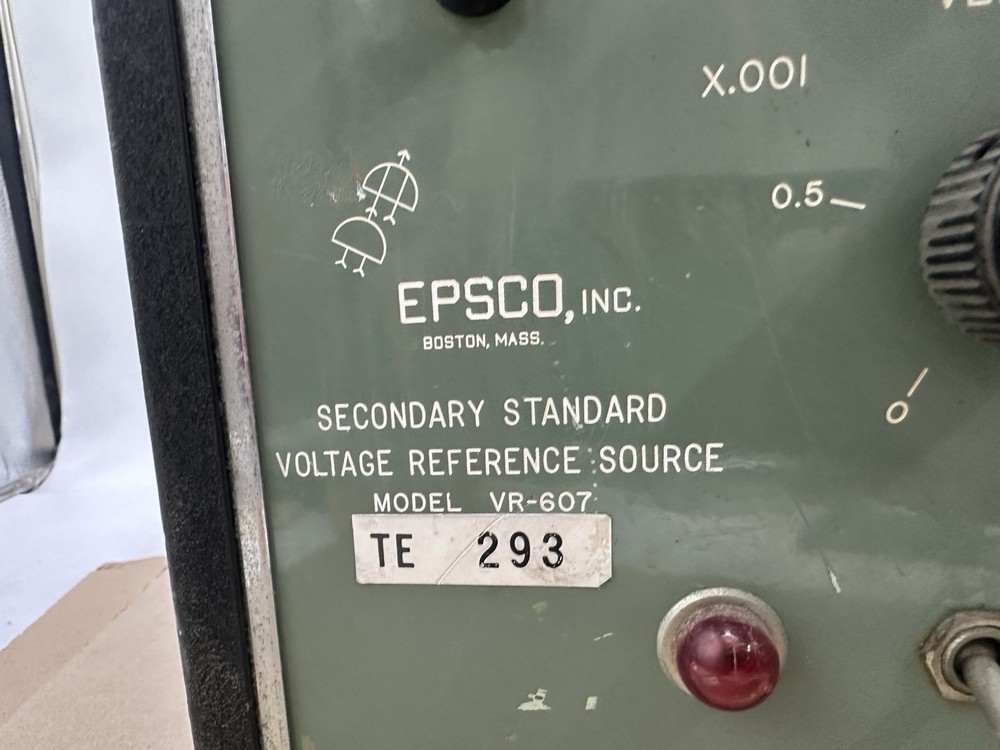 X.001
0.5
EPSCO, INC.
BOSTON, MASS.
0
SECONDARY STANDARD
VOLTAGE REFERENCE SOURCE
MODEL VR-607
TE 293